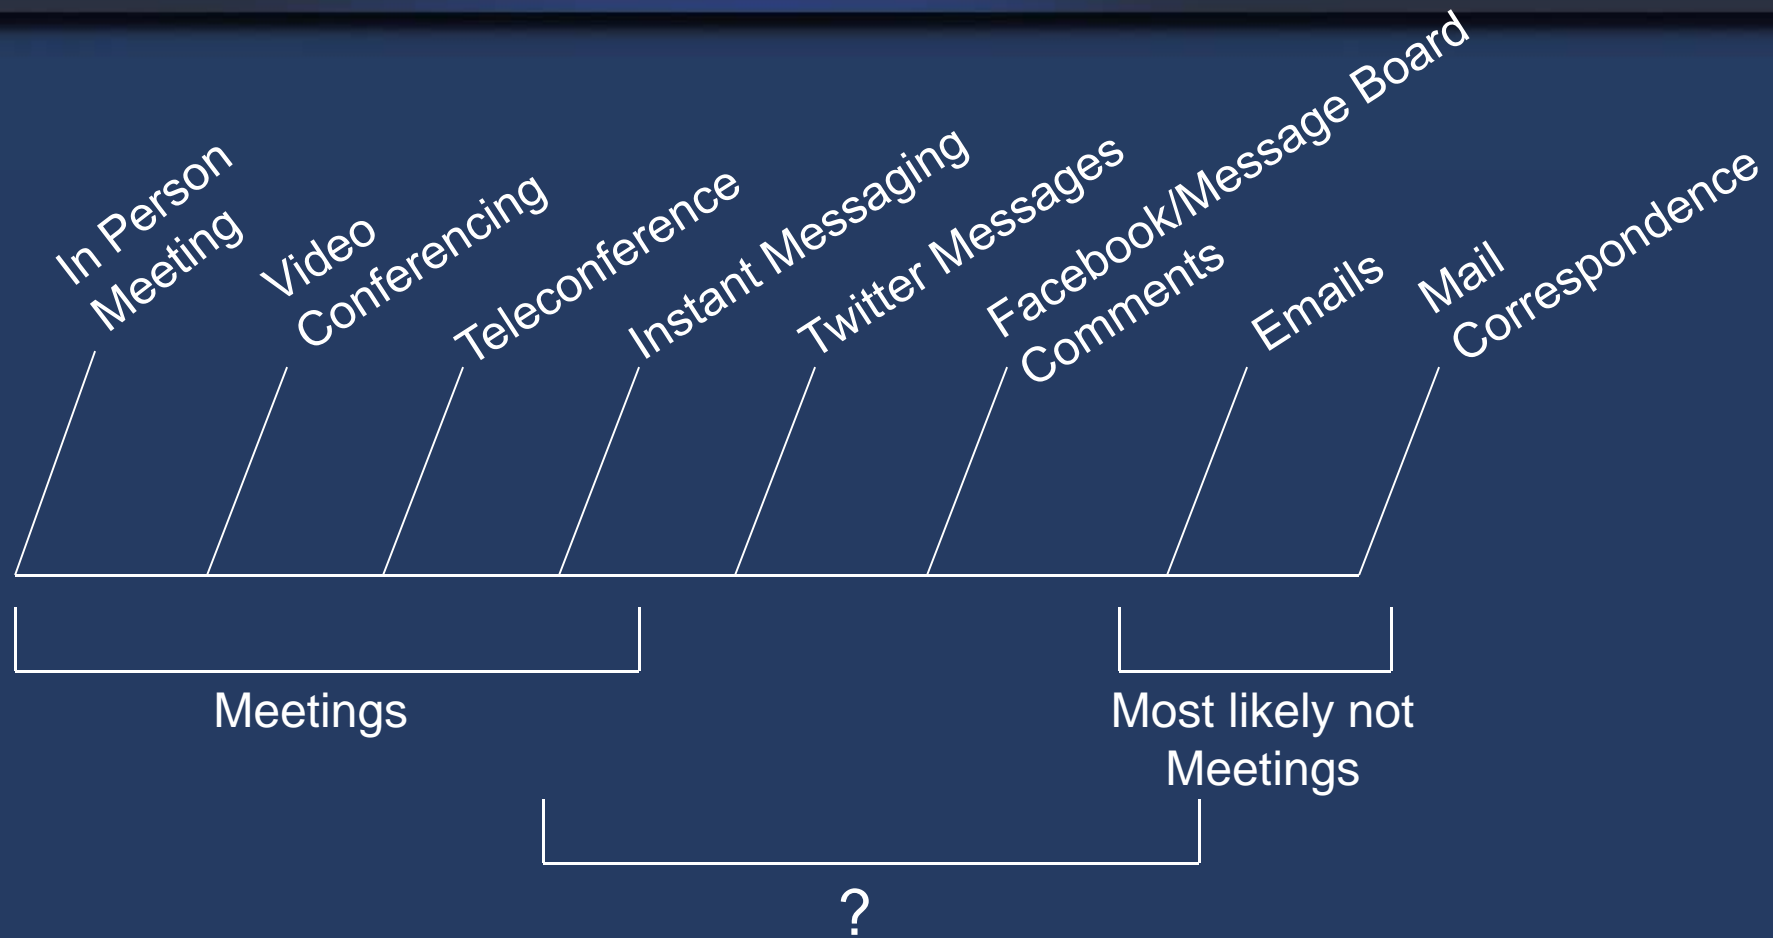 In Person
Meeting
Video
Conferencing
Teleconference
Instant Messaging
Twitter Messages
Facebook/Message Board
Comments
Emails
Mail
Correspondence
Meetings
Most likely not
Meetings
?